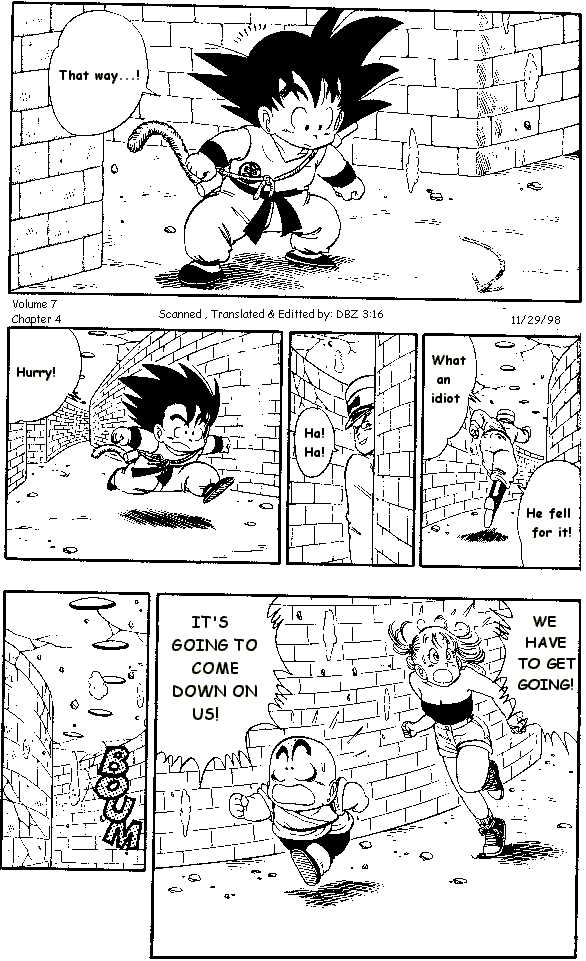 That way...!
Volume 7
Chapter 4
Scanned , Translated & Editted by: DBZ 3:16
11/29/98
Hurry!
Ha!
Ha!
What
an
idiot
He fell
for it!
BOUM
IT'S
GOING TO
COME
DOWN ON
US!
WE
HAVE
TO GET
GOING!